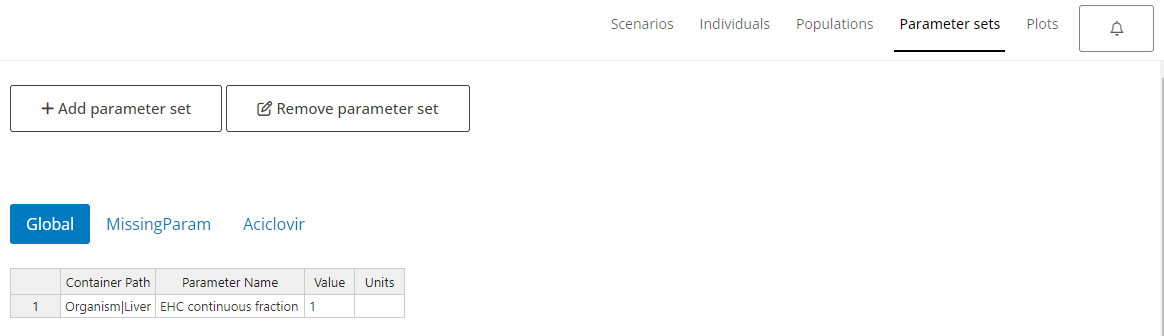 Scenarios Individuals Populations Parameter sets Plots
Add parameter set Remove parameter set
Global MissingParam Aciclovir
Container Path Parameter Name Value Units
1 Organism|Liver EHC continuous fraction 1